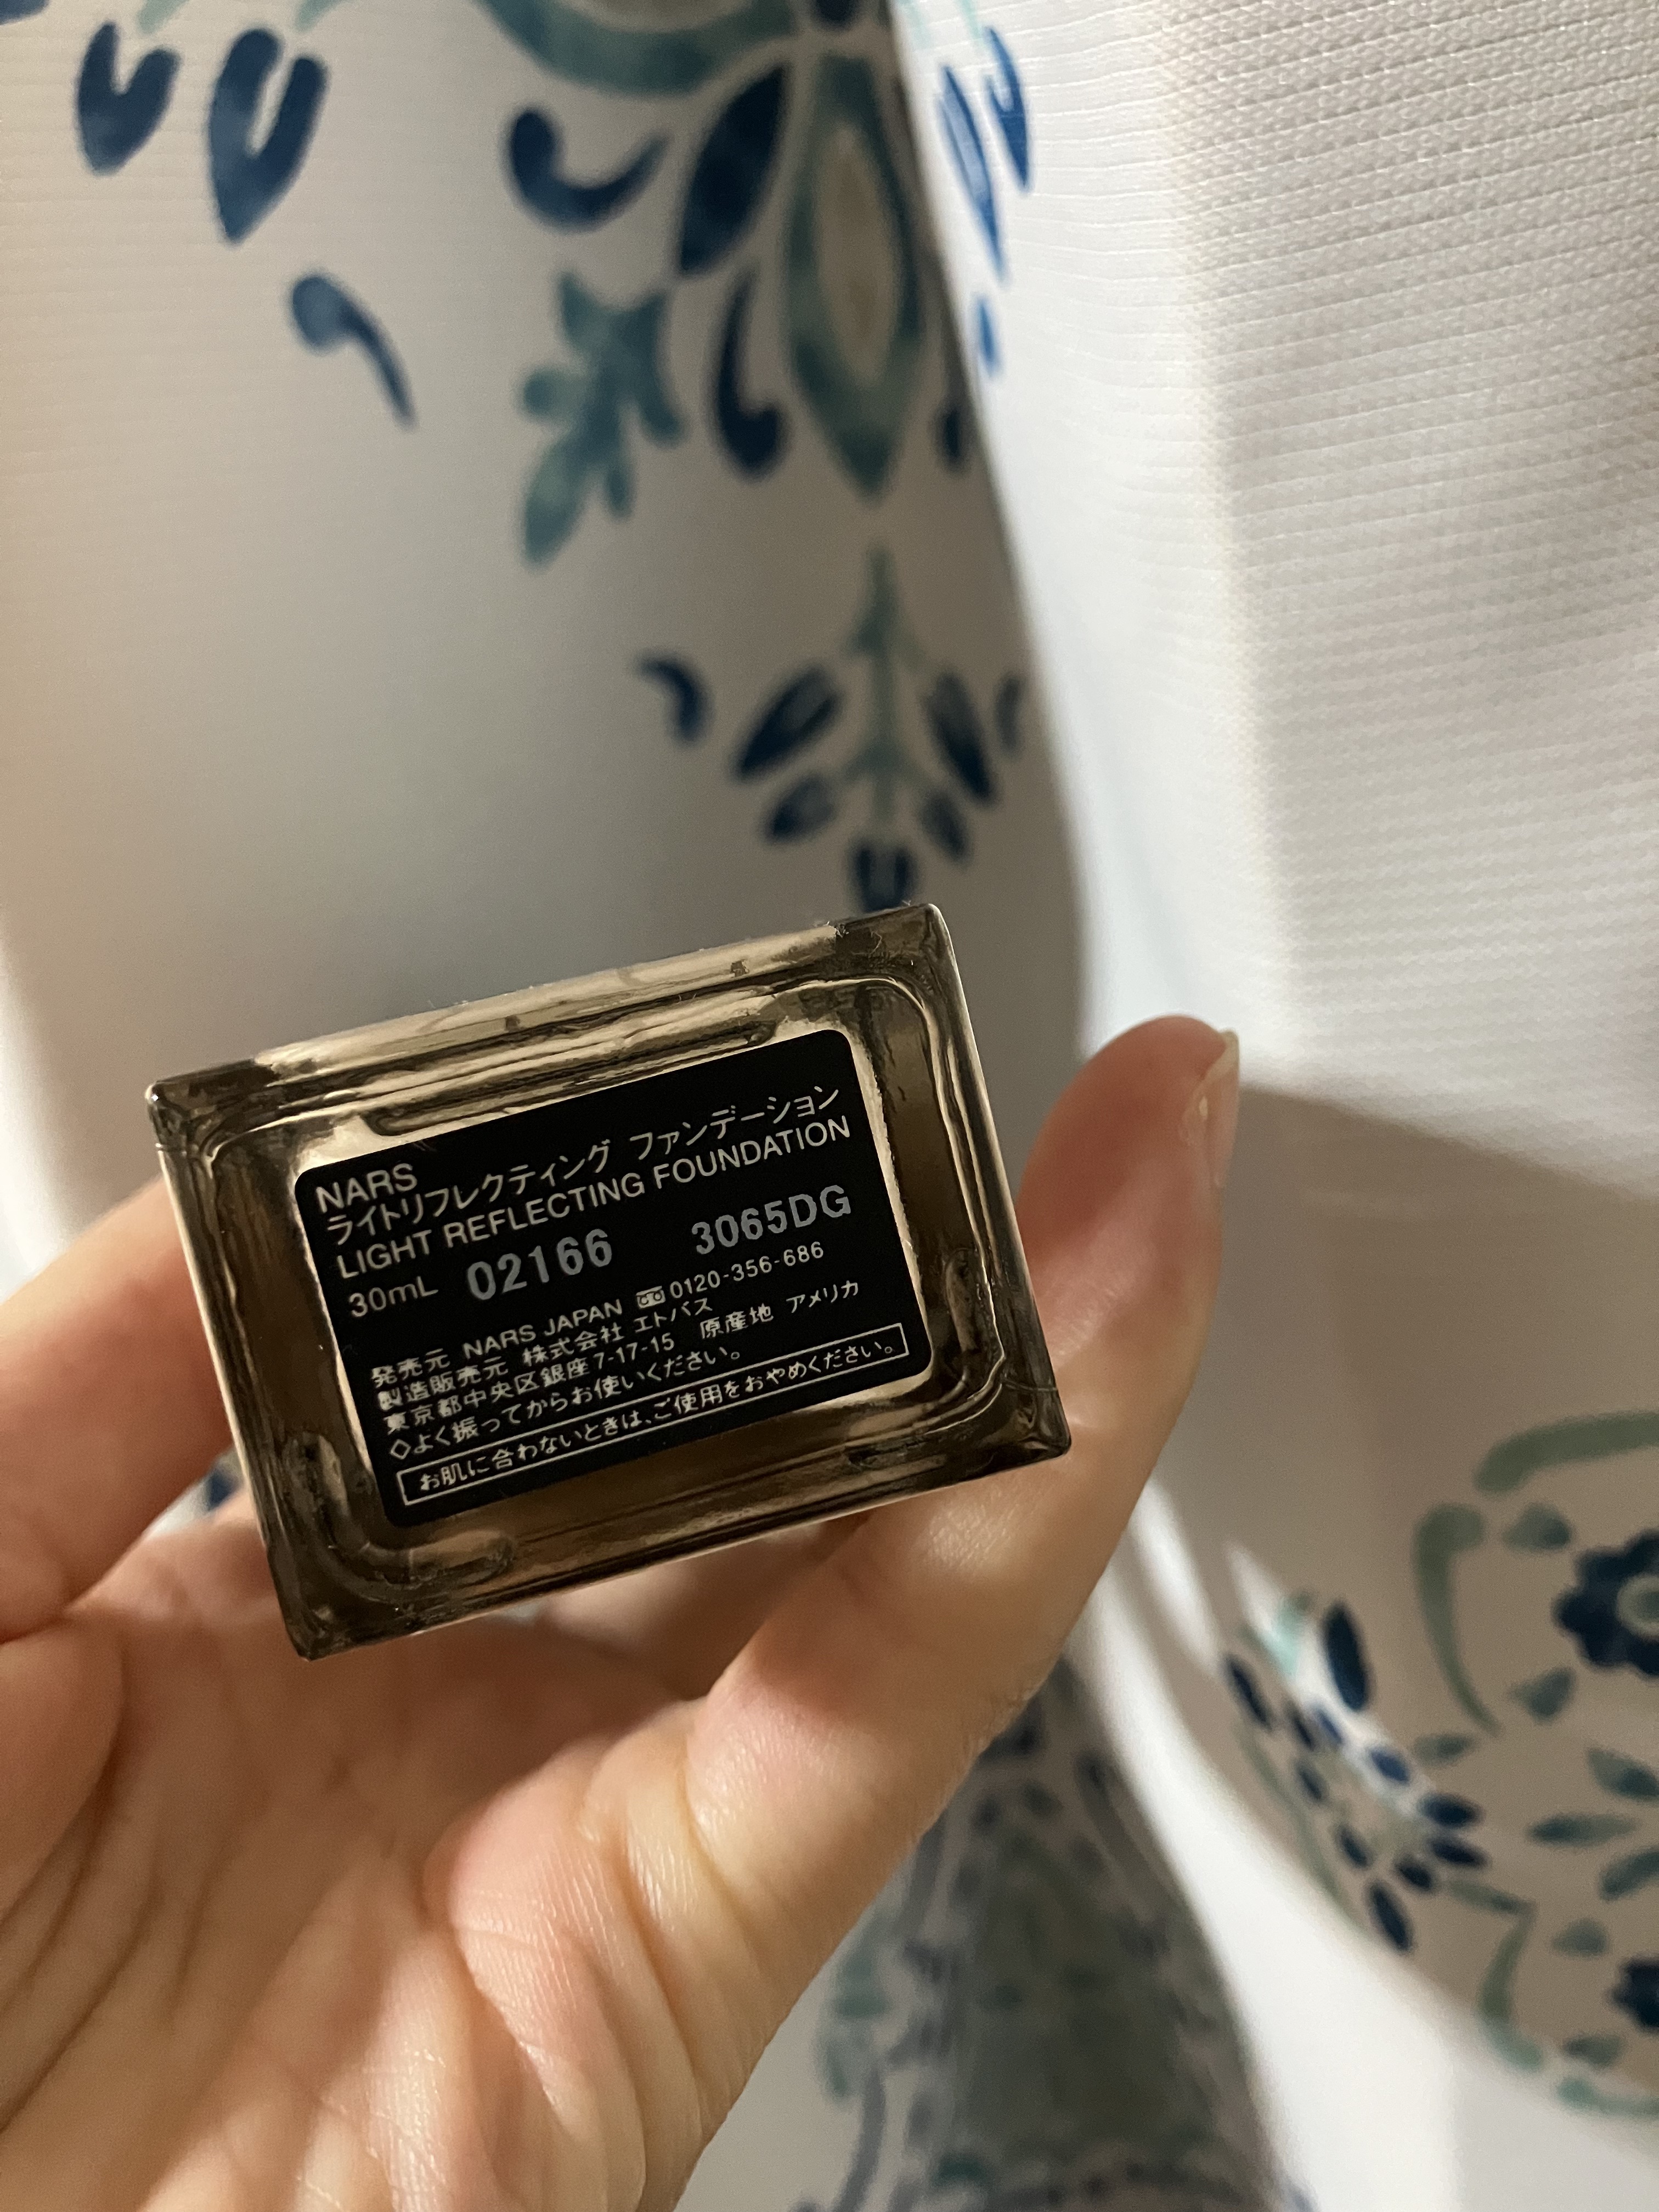 NARS
ライトリフレクティング ファンデーション
LIGHT REFLECTING FOUNDATION
30mL 02166 3065DG
発売元 NARS JAPAN 0120-356-686
製造販売元 株式会社 エトバス
東京都中央区銀座7-17-15 原産地 アメリカ
◇よく振ってからお使いください。
お肌に合わないときは、ご使用をおやめください。